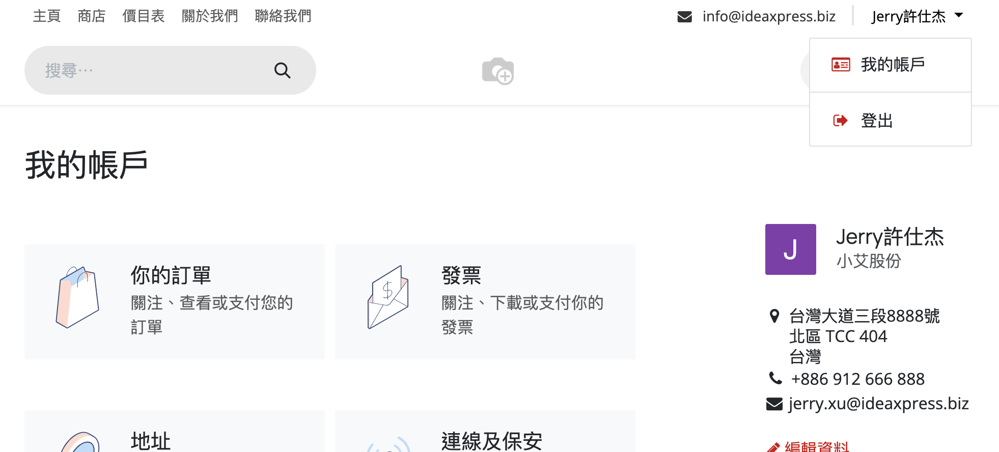 主頁 商店 價目表 關於我們 聯絡我們
info@ideaxpress.biz
Jerry許仕杰
搜尋…
我的帳戶
登出
我的帳戶
你的訂單
關注、查看或支付您的
訂單
發票
$
關注、下載或支付你的
發票
地址
連線及保安
J
Jerry許仕杰
小艾股份
台灣大道三段8888號
北區 TCC 404
台灣
+886 912 666 888
jerry.xu@ideaxpress.biz
編輯資料